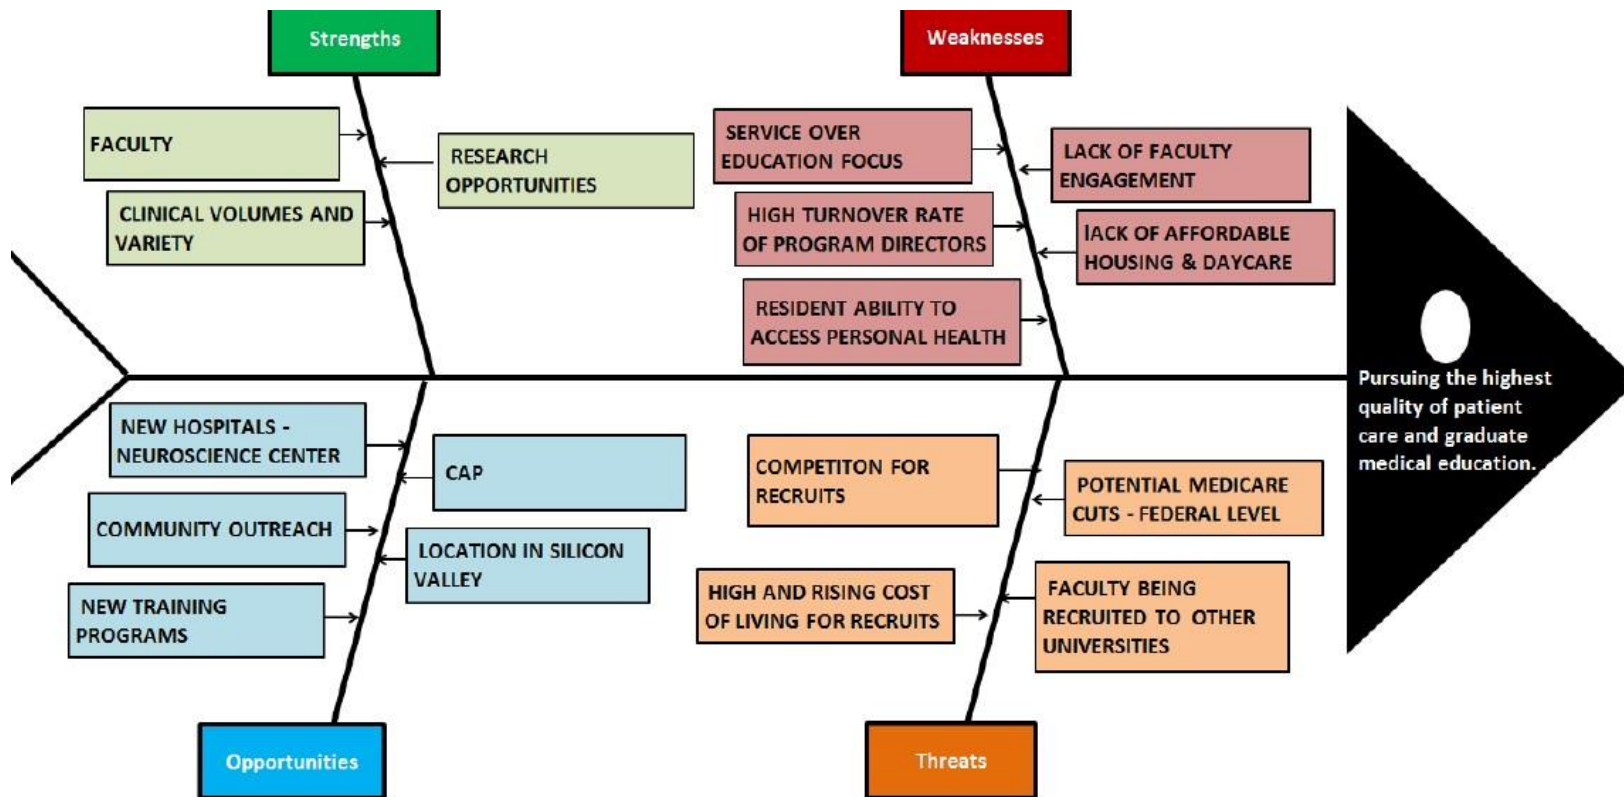 Strengths
FACULTY
RESEARCH
OPPORTUNITIES
CLINICAL VOLUMES AND
VARIETY
Weaknesses
SERVICE OVER
EDUCATION FOCUS
LACK OF FACULTY
ENGAGEMENT
HIGH TURNOVER RATE
OF PROGRAM DIRECTORS
lACK OF AFFORDABLE
HOUSING & DAYCARE
RESIDENT ABILITY TO
ACCESS PERSONAL HEALTH
Pursuing the highest
quality of patient
care and graduate
medical education.
NEW HOSPITALS -
NEUROSCIENCE CENTER
CAP
COMMUNITY OUTREACH
LOCATION IN SILICON
VALLEY
NEW TRAINING
PROGRAMS
Opportunities
COMPETITON FOR
RECRUITS
POTENTIAL MEDICARE
CUTS - FEDERAL LEVEL
HIGH AND RISING COST
OF LIVING FOR RECRUITS
FACULTY BEING
RECRUITED TO OTHER
UNIVERSITIES
Threats